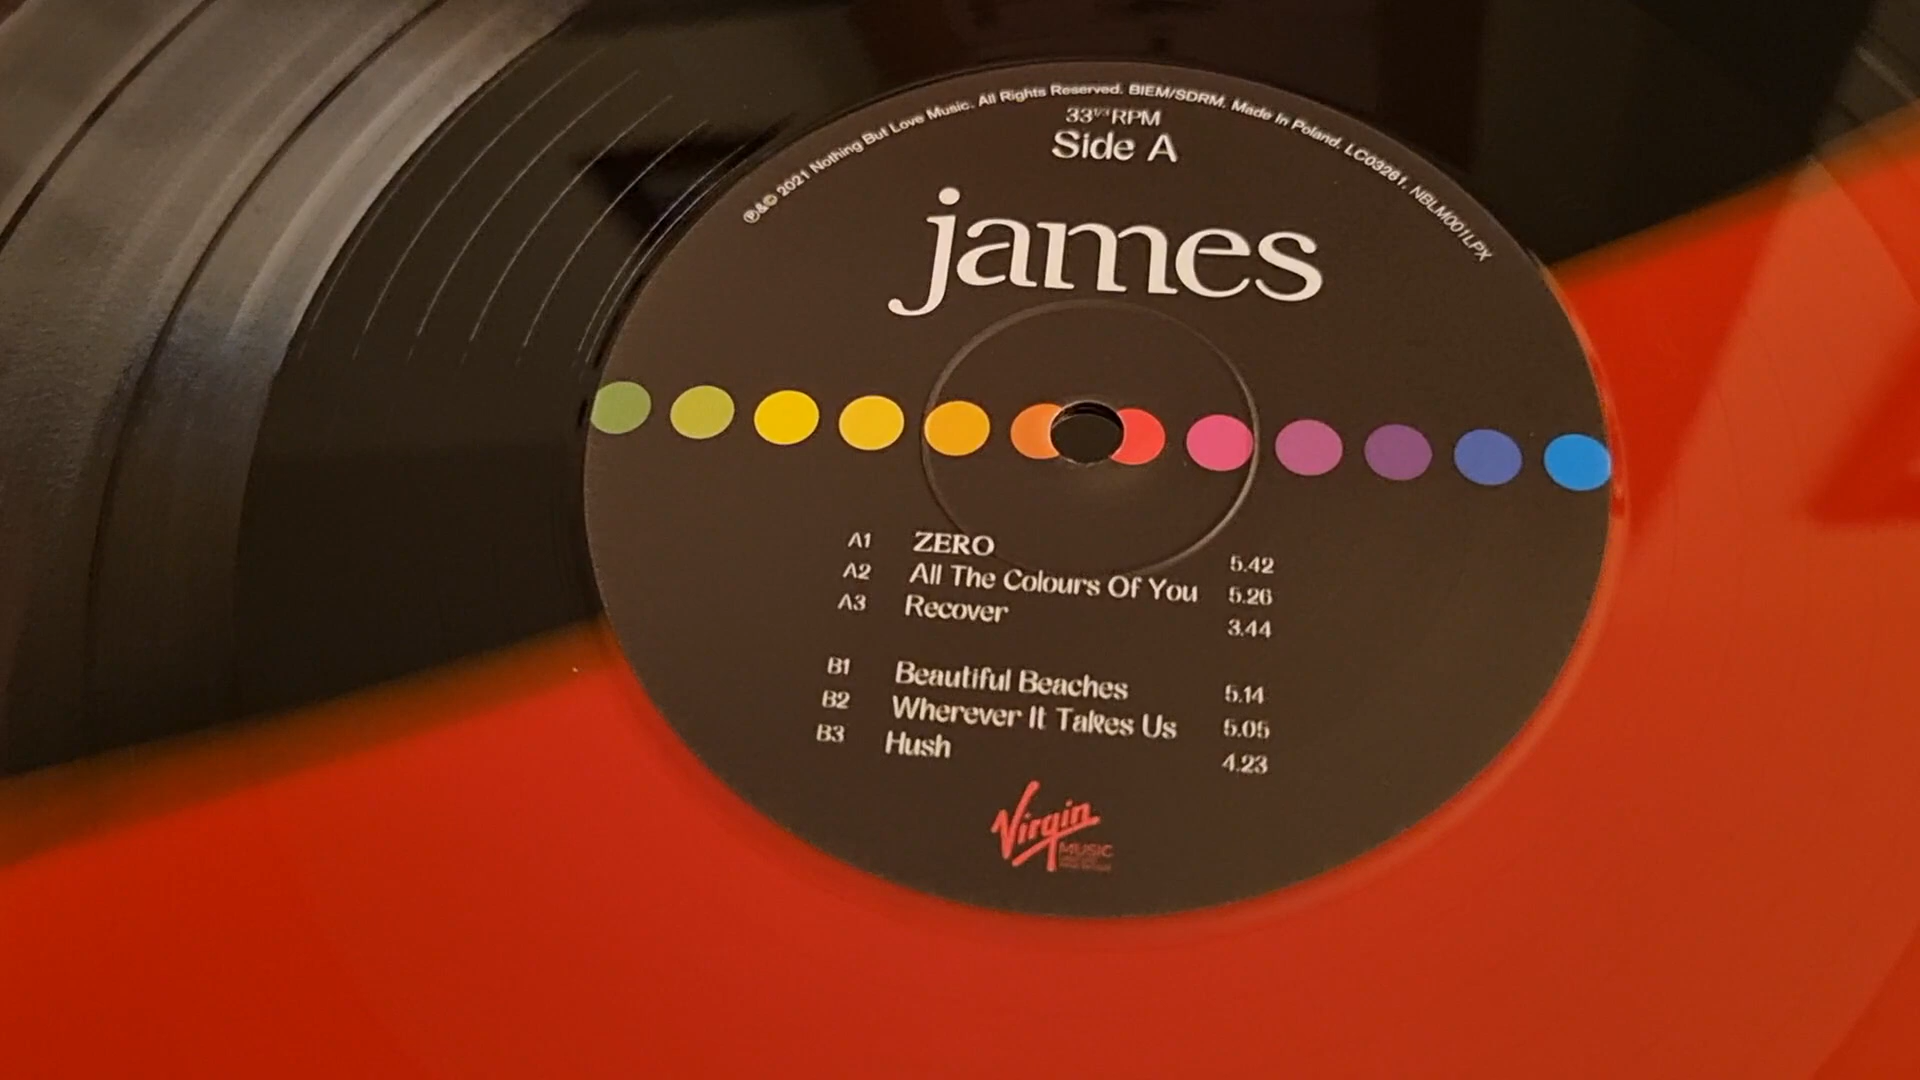 ℗&© 2021 Nothing But Love Music. All Rights Reserved. BIEM/SDRM. Made In Poland. LC03261. NBLM001LPX
33⅓ RPM
Side A
james
A1 ZERO 5.42
A2 All The Colours Of You 5.26
A3 Recover 3.44
B1 Beautiful Beaches 5.14
B2 Wherever It Takes Us 5.05
B3 Hush 4.23
Virgin
MUSIC